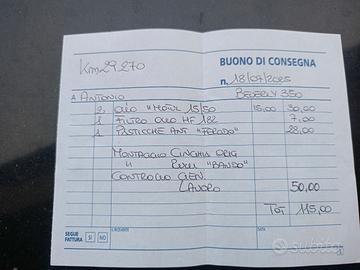 Km 29.270
BUONO DI CONSEGNA
n. 18/07/2025
A ANTONIO BEVERLY 350
2 OLIO "MOTUL 15/50 15,00 30,00
1 FILTRO OLIO HF 182 7,00
1 PASTICCHE ANT "FERODO" 28,00
MONTAGGIO CINGHIA ORIG
" RULLI "BANDO"
CONTROLLO GEN.
LAVORO 50,00
TOT 115,00
SEGUE FATTURA SI NO
DATA
subito